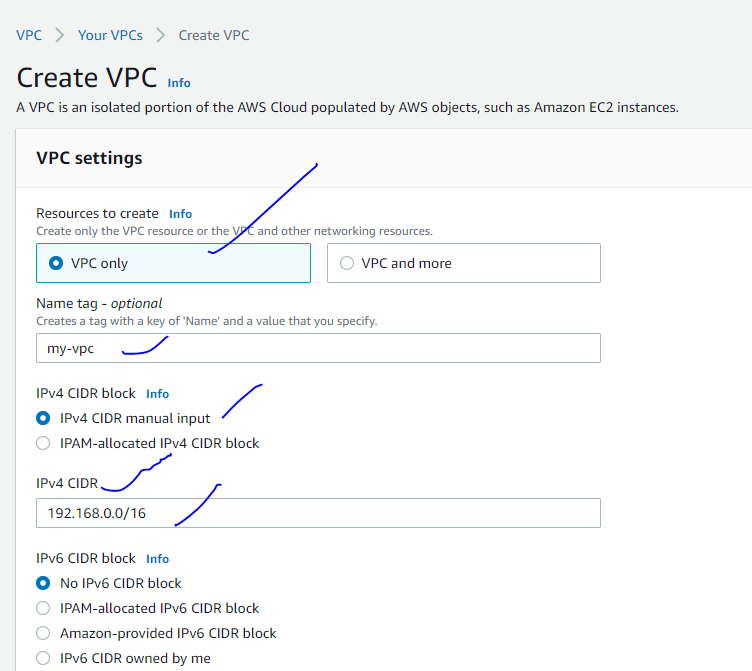 VPC > Your VPCs > Create VPC
Create VPC Info
A VPC is an isolated portion of the AWS Cloud populated by AWS objects, such as Amazon EC2 instances.
VPC settings
Resources to create Info
Create only the VPC resource or the VPC and other networking resources.
VPC only VPC and more
Name tag - optional
Creates a tag with a key of 'Name' and a value that you specify.
my-vpc
IPv4 CIDR block Info
IPv4 CIDR manual input
IPAM-allocated IPv4 CIDR block
IPv4 CIDR
192.168.0.0/16
IPv6 CIDR block Info
No IPv6 CIDR block
IPAM-allocated IPv6 CIDR block
Amazon-provided IPv6 CIDR block
IPv6 CIDR owned by me